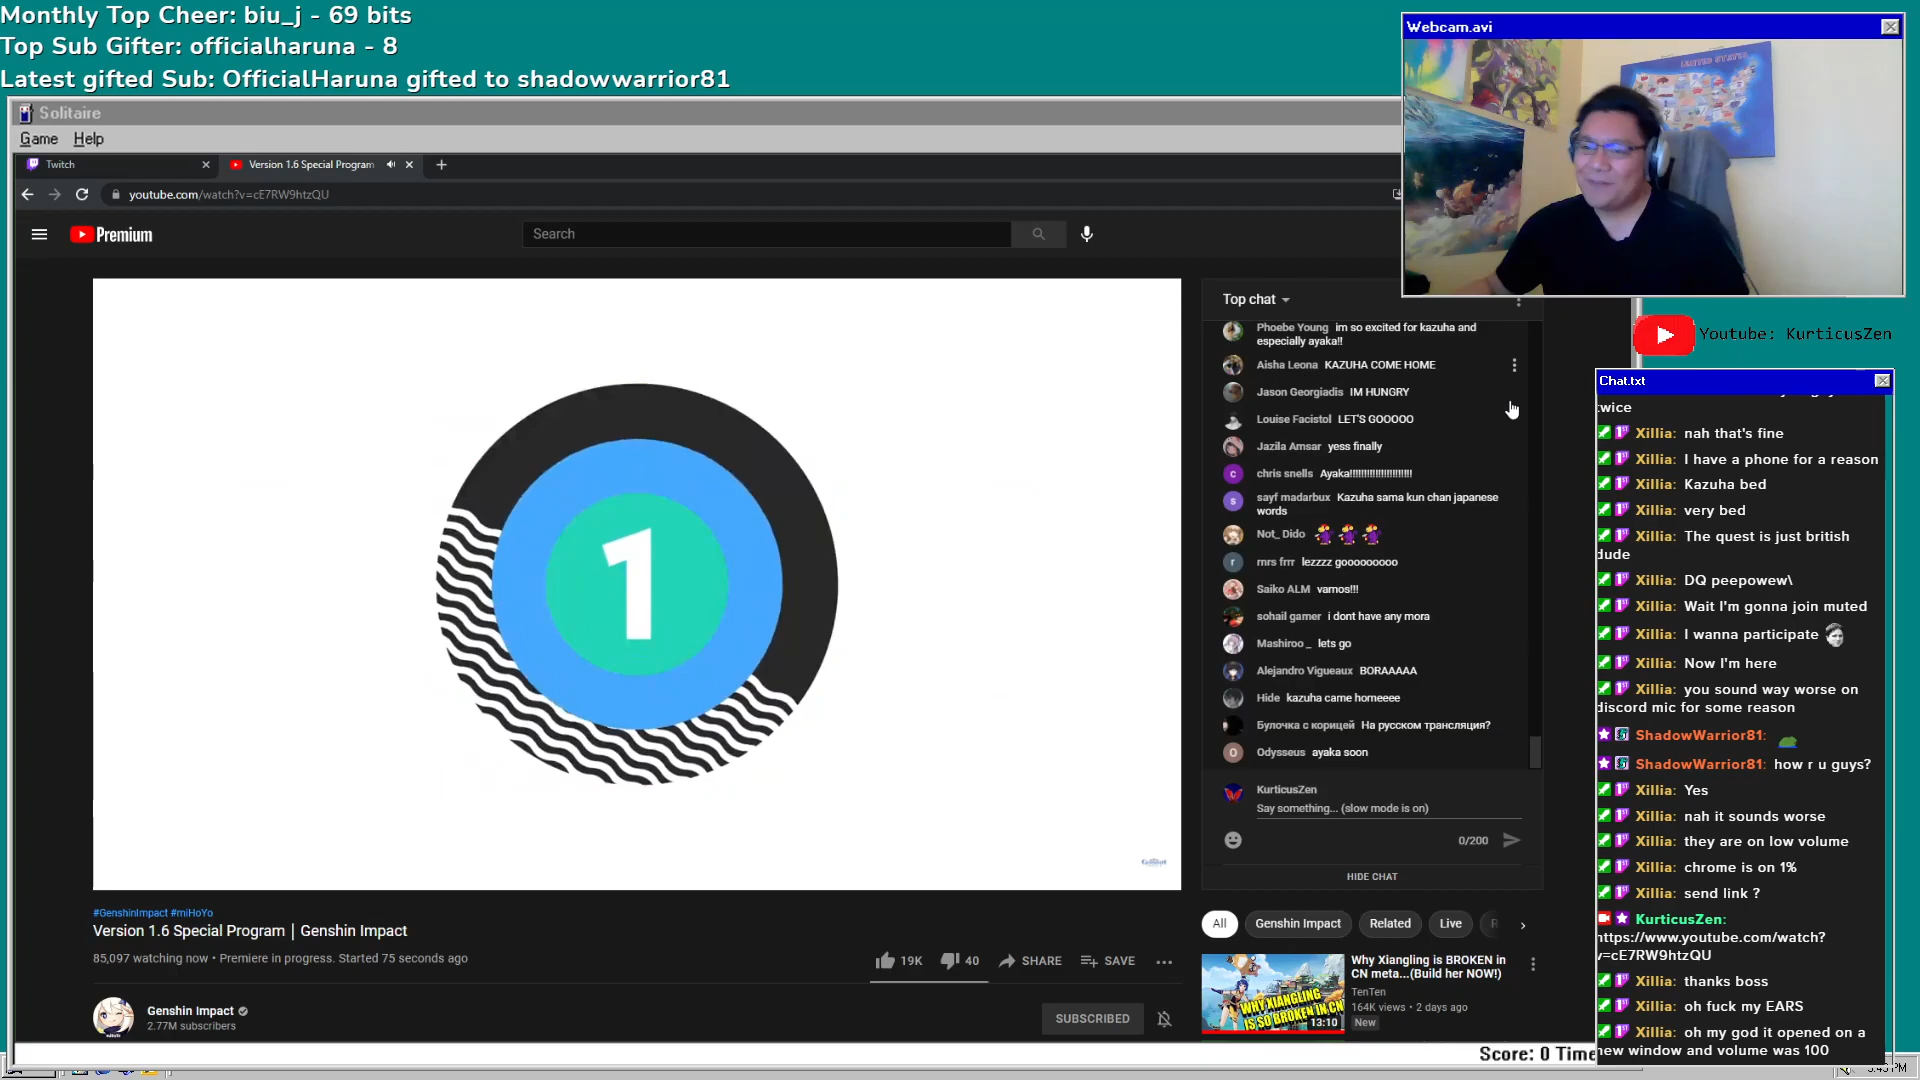 Monthly Top Cheer: biu_j - 69 bits
Top Sub Gifter: officialharuna - 8
Latest gifted Sub: OfficialHaruna gifted to shadowwarrior81
Webcam.avi
UNITED STATES
Solitaire
Game Help
Twitch
Version 1.6 Special Program
youtube.com/watch?v=cE7RW9htzQU
Premium
Search
1
Top chat
Phoebe Young im so excited for kazuha and
especially ayaka!!
Aisha Leona KAZUHA COME HOME
Jason Georgiadis IM HUNGRY
Louise Facistol LET'S GOOOOO
Jazila Amsar yess finally
c chris snells Ayaka!!!!!!!!!!!!!!!!!!!!!!
s sayf madarbux Kazuha sama kun chan japanese
words
Not_ Dido
r mrs frrr lezzzz gooooooooo
Saiko ALM vamos!!!
sohail gamer i dont have any mora
Mashiroo _ lets go
Alejandro Vigueaux BORAAAAA
Hide kazuha came homeeee
Булочка с корицей На русском трансляция?
O Odysseus ayaka soon
KurticusZen
Say something... (slow mode is on)
0/200
HIDE CHAT
#GenshinImpact #miHoYo
Version 1.6 Special Program | Genshin Impact
85,097 watching now • Premiere in progress. Started 75 seconds ago
19K
40
SHARE
SAVE
Genshin Impact
2.77M subscribers
SUBSCRIBED
All
Genshin Impact
Related
Live
WHY XIANGLING
IS SO BROKEN IN CN
13:10
Why Xiangling is BROKEN in
CN meta...(Build her NOW!)
TenTen
164K views • 2 days ago
New
Score: 0 Time
Youtube: KurticusZen
Chat.txt
twice
Xillia: nah that's fine
Xillia: I have a phone for a reason
Xillia: Kazuha bed
Xillia: very bed
Xillia: The quest is just british
dude
Xillia: DQ peepowew\
Xillia: Wait I'm gonna join muted
Xillia: I wanna participate
Xillia: Now I'm here
Xillia: you sound way worse on
discord mic for some reason
ShadowWarrior81:
ShadowWarrior81: how r u guys?
Xillia: Yes
Xillia: nah it sounds worse
Xillia: they are on low volume
Xillia: chrome is on 1%
Xillia: send link ?
KurticusZen:
https://www.youtube.com/watch?
v=cE7RW9htzQU
Xillia: thanks boss
Xillia: oh fuck my EARS
Xillia: oh my god it opened on a
new window and volume was 100